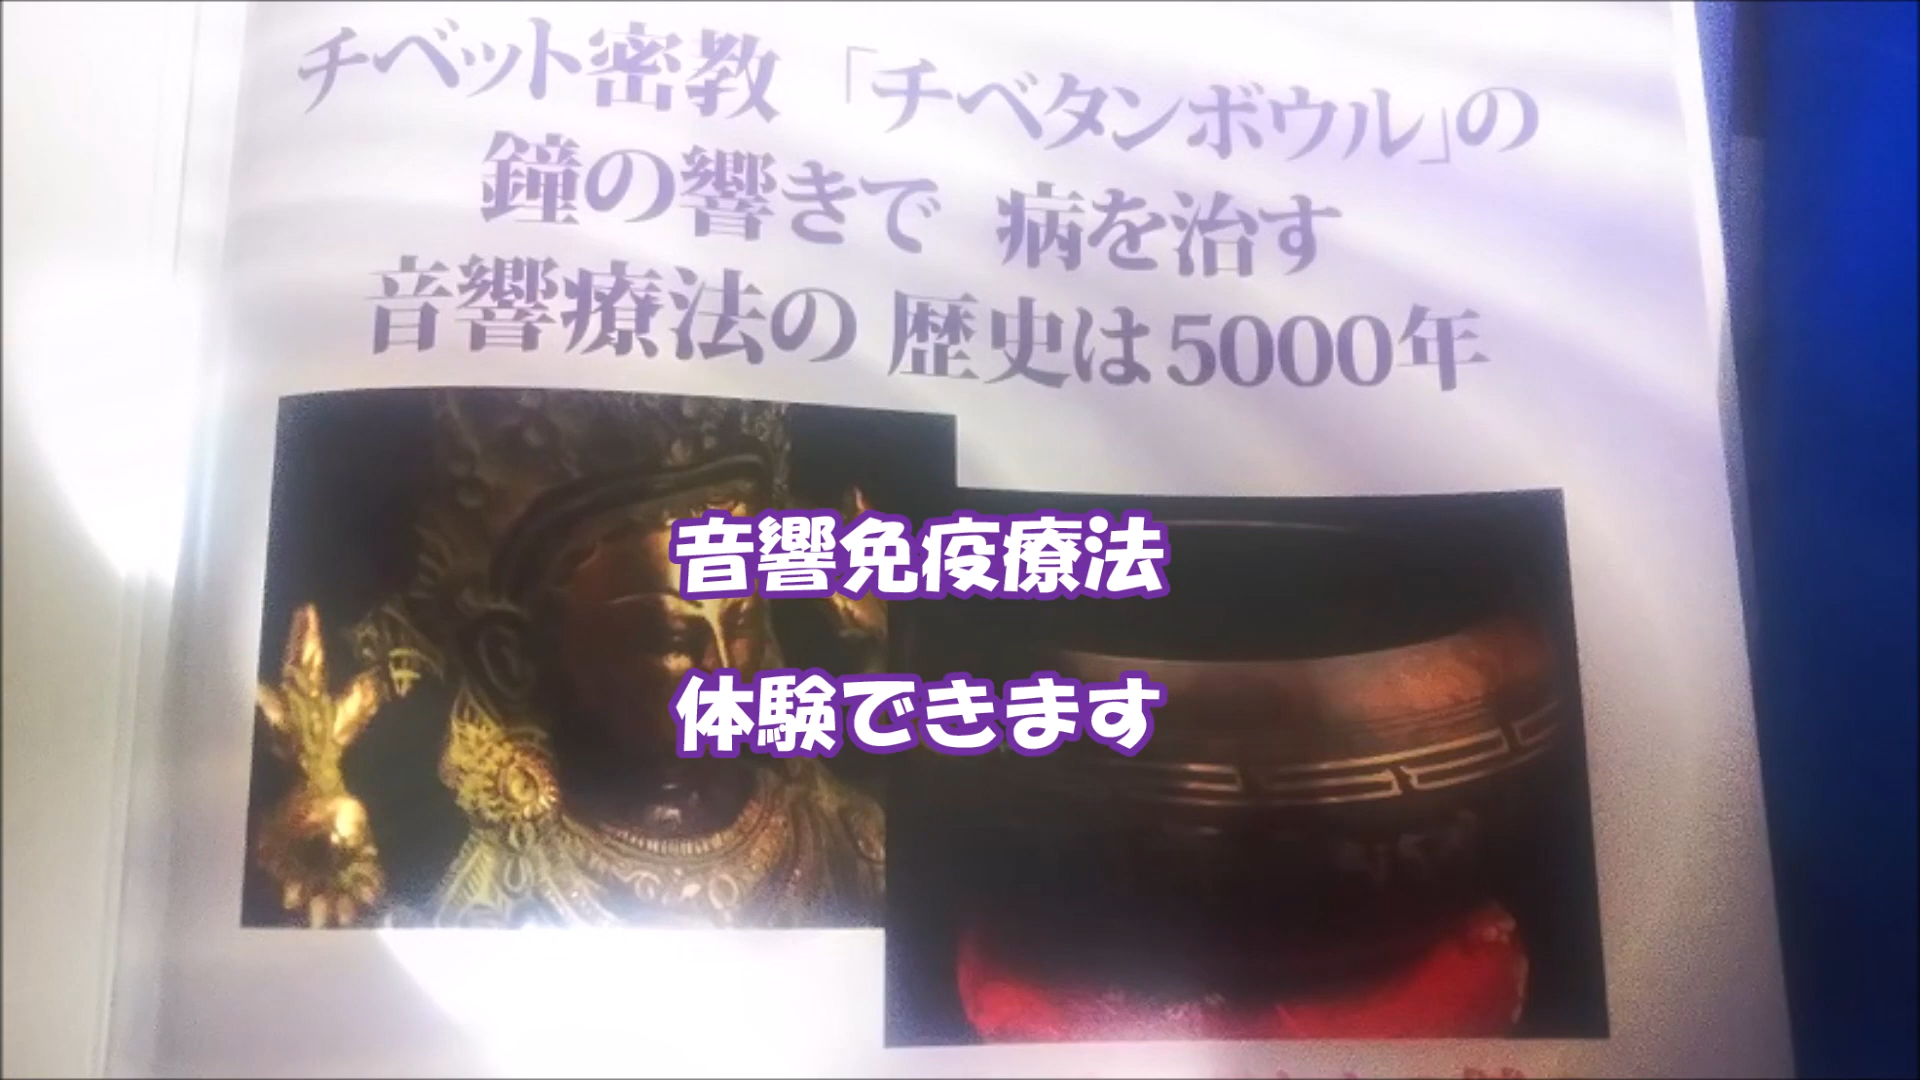 チベット密教 「チベタンボウル」の
鐘の響きで 病を治す
音響療法の 歴史は5000年
音響免疫療法
体験できます